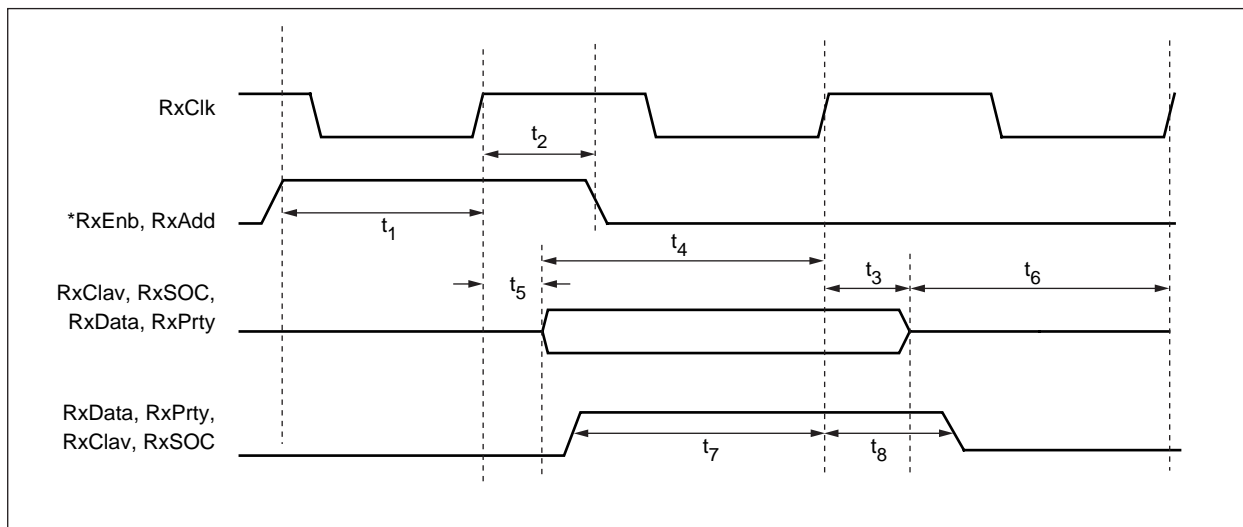 RxClk
t2
*RxEnb, RxAdd
t1
t4
t3
t6
t5
RxClav, RxSOC,
RxData, RxPrty
RxData, RxPrty,
RxClav, RxSOC
t7
t8